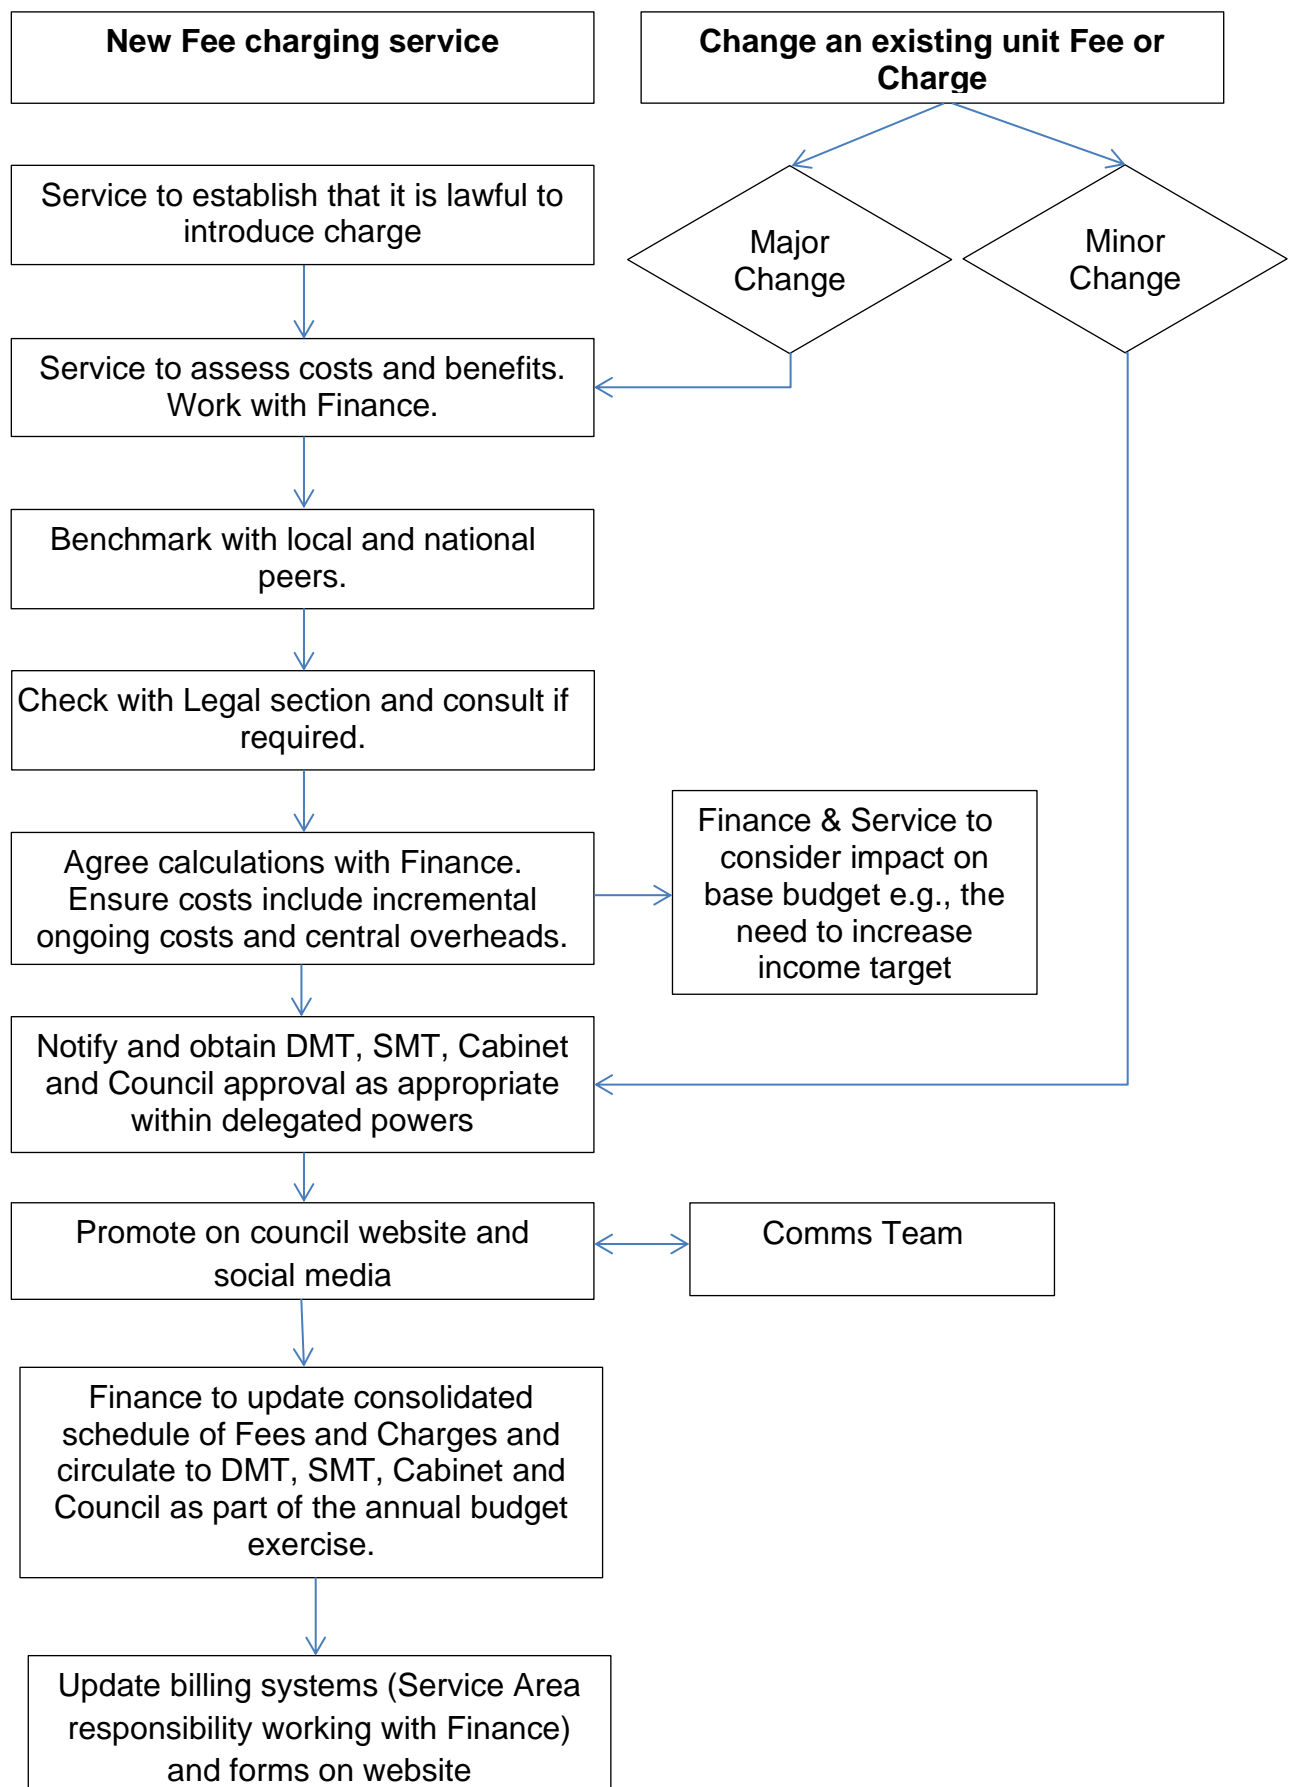 New Fee charging service
Change an existing unit Fee or
Charge
Service to establish that it is lawful to
introduce charge
Major
Change
Minor
Change
Service to assess costs and benefits.
Work with Finance.
Benchmark with local and national
peers.
Check with Legal section and consult if
required.
Agree calculations with Finance.
Ensure costs include incremental
ongoing costs and central overheads.
Finance & Service to
consider impact on
base budget e.g., the
need to increase
income target
Notify and obtain DMT, SMT, Cabinet
and Council approval as appropriate
within delegated powers
Promote on council website and
social media
Comms Team
Finance to update consolidated
schedule of Fees and Charges and
circulate to DMT, SMT, Cabinet and
Council as part of the annual budget
exercise.
Update billing systems (Service Area
responsibility working with Finance)
and forms on website